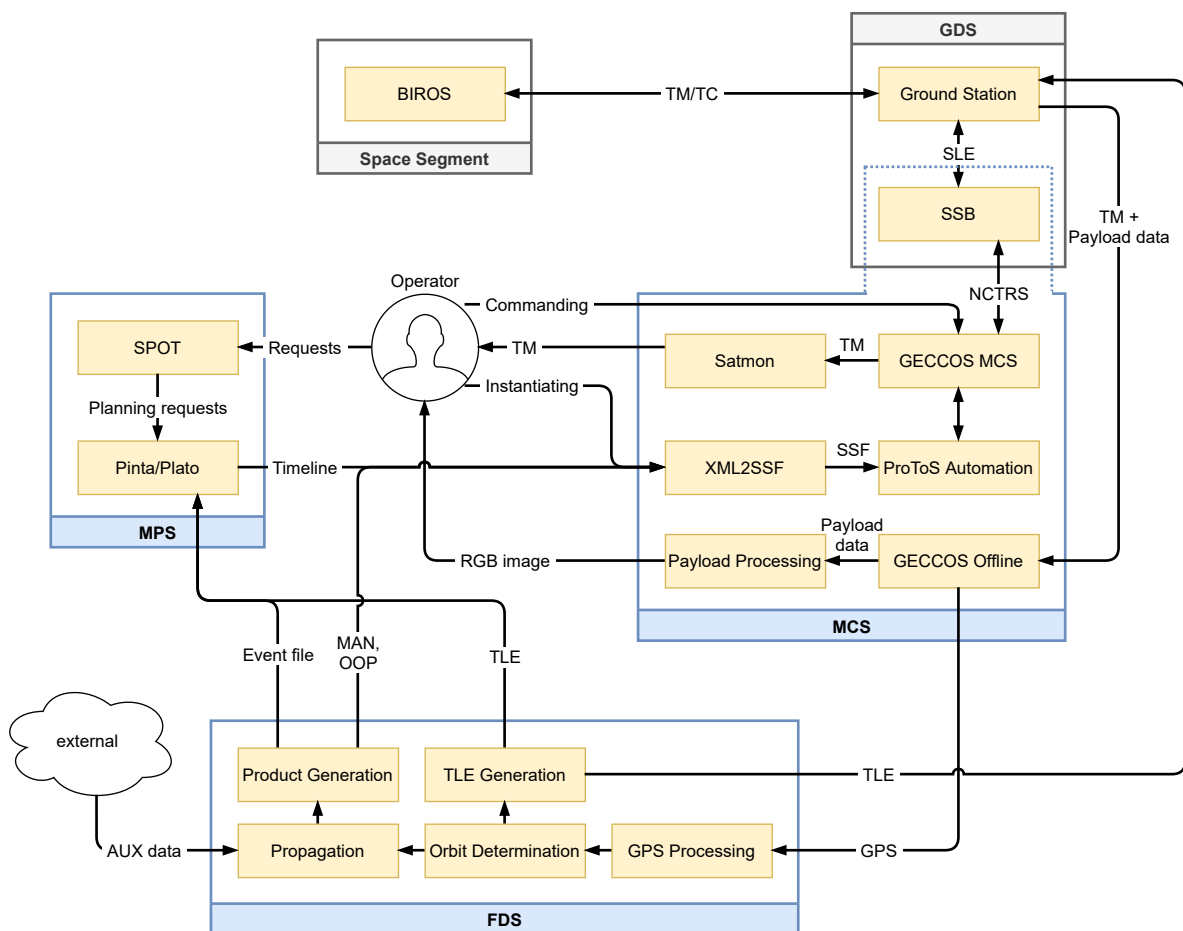 GDS
BIROS
TM/TC
Ground Station
Space Segment
SLE
SSB
TM +
Payload data
Operator
Commanding
NCTRS
SPOT
Requests
TM
Satmon
TM
GECCOS MCS
Instantiating
Planning requests
Pinta/Plato
Timeline
XML2SSF
SSF
ProToS Automation
MPS
RGB image
Payload Processing
Payload
data
GECCOS Offline
MCS
Event file
MAN,
OOP
TLE
external
Product Generation
TLE Generation
TLE
AUX data
Propagation
Orbit Determination
GPS Processing
GPS
FDS